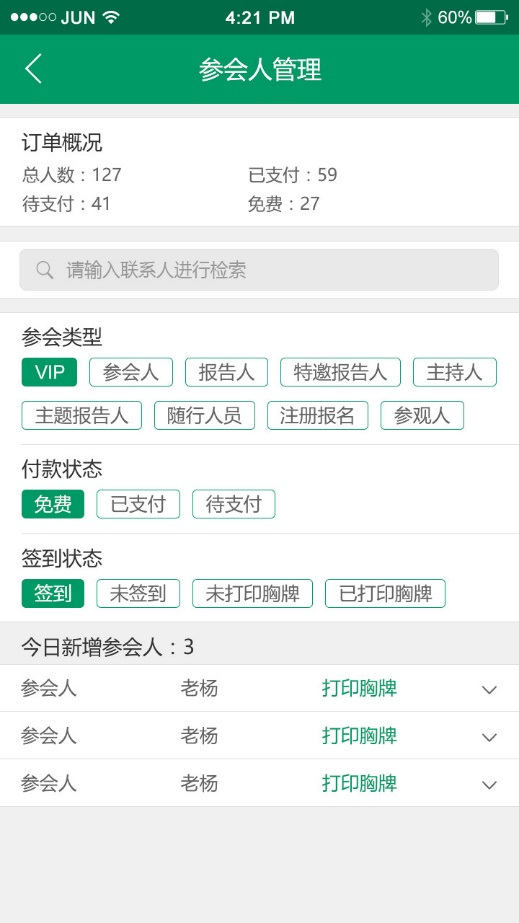 JUN 4:21 PM 60%
参会人管理
订单概况
总人数：127 已支付：59
待支付：41 免费：27
请输入联系人进行检索
参会类型
VIP 参会人 报告人 特邀报告人 主持人
主题报告人 随行人员 注册报名 参观人
付款状态
免费 已支付 待支付
签到状态
签到 未签到 未打印胸牌 已打印胸牌
今日新增参会人：3
参会人 老杨 打印胸牌
参会人 老杨 打印胸牌
参会人 老杨 打印胸牌